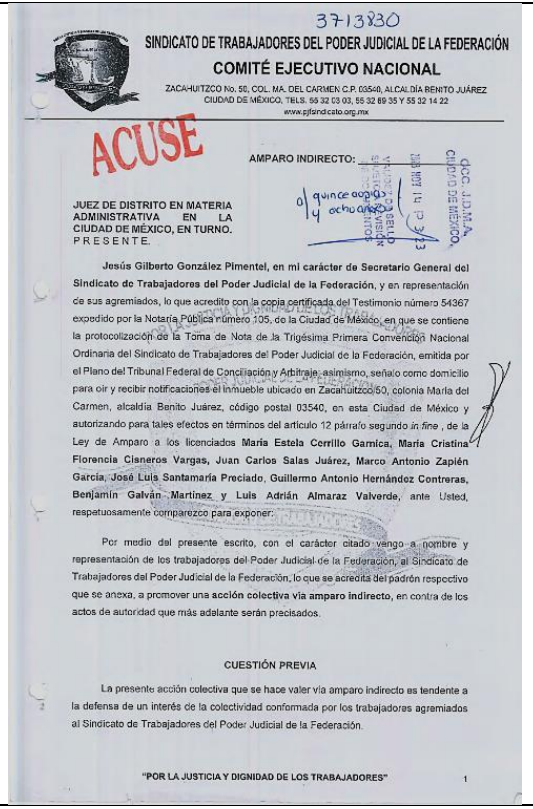 3713830
SINDICATO DE TRABAJADORES DEL PODER JUDICIAL DE LA FEDERACIÓN
COMITÉ EJECUTIVO NACIONAL
ZACAHUITZCO No. 50, COL. MA. DEL CARMEN C.P. 03540, ALCALDÍA BENITO JUÁREZ
CIUDAD DE MÉXICO, TELS. 55 32 03 03, 55 32 89 35 Y 55 32 14 22
www.pjfsindicato.org.mx
ACUSE
AMPARO INDIRECTO:
OCC. J.D.M.A.
CIUDAD DE MÉXICO.
JUEZ DE DISTRITO EN MATERIA
ADMINISTRATIVA EN LA
CIUDAD DE MÉXICO, EN TURNO.
P R E S E N T E.
Jesús Gilberto González Pimentel, en mi carácter de Secretario General del
Sindicato de Trabajadores del Poder Judicial de la Federación, y en representación
de sus agremiados, lo que acredito con la copia certificada del Testimonio número 54367
expedido por la Notaría Pública número 105, de la Ciudad de México, en que se contiene
la protocolización de la Toma de Nota de la Trigésima Primera Convención Nacional
Ordinaria del Sindicato de Trabajadores del Poder Judicial de la Federación, emitida por
el Pleno del Tribunal Federal de Conciliación y Arbitraje; asimismo, señalo como domicilio
para oír y recibir notificaciones el inmueble ubicado en Zacahuitzco 50, colonia María del
Carmen, alcaldía Benito Juárez, código postal 03540, en esta Ciudad de México y
autorizando para tales efectos en términos del artículo 12 párrafo segundo in fine , de la
Ley de Amparo a los licenciados María Estela Cerrillo Garnica, María Cristina
Florencia Cisneros Vargas, Juan Carlos Salas Juárez, Marco Antonio Zapién
García, José Luis Santamaría Preciado, Guillermo Antonio Hernández Contreras,
Benjamín Galván Martínez y Luis Adrián Almaraz Valverde, ante Usted,
respetuosamente comparezco para exponer:
Por medio del presente escrito, con el carácter citado vengo a nombre y
representación de los trabajadores del Poder Judicial de la Federación, al Sindicato de
Trabajadores del Poder Judicial de la Federación, lo que se acredita del padrón respectivo
que se anexa, a promover una acción colectiva vía amparo indirecto, en contra de los
actos de autoridad que más adelante serán precisados.
CUESTIÓN PREVIA
La presente acción colectiva que se hace valer vía amparo indirecto es tendente a
la defensa de un interés de la colectividad conformada por los trabajadores agremiados
al Sindicato de Trabajadores del Poder Judicial de la Federación.
"POR LA JUSTICIA Y DIGNIDAD DE LOS TRABAJADORES"
1